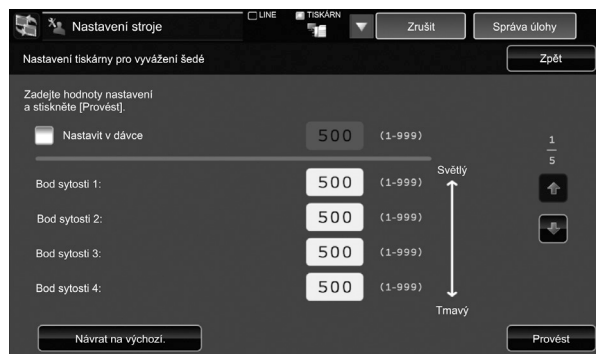 Nastavení stroje
LINE
TISKÁRN
Zrušit
Správa úlohy
Nastavení tiskárny pro vyvážení šedé
Zpět
Zadejte hodnoty nastavení
a stiskněte [Provést].
Nastavit v dávce 500 (1-999)
1
5
Světlý
Bod sytosti 1: 500 (1-999)
Bod sytosti 2: 500 (1-999)
Bod sytosti 3: 500 (1-999)
Bod sytosti 4: 500 (1-999)
Tmavý
Návrat na výchozí.
Provést